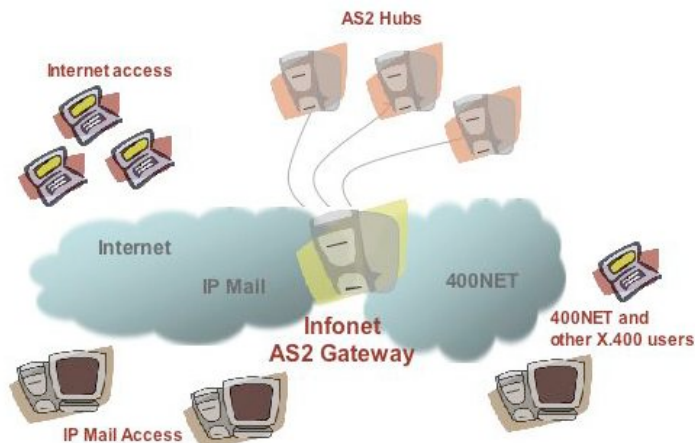 AS2 Hubs
Internet access
Internet
IP Mail
400NET
Infonet
AS2 Gateway
400NET and
other X.400 users
IP Mail Access